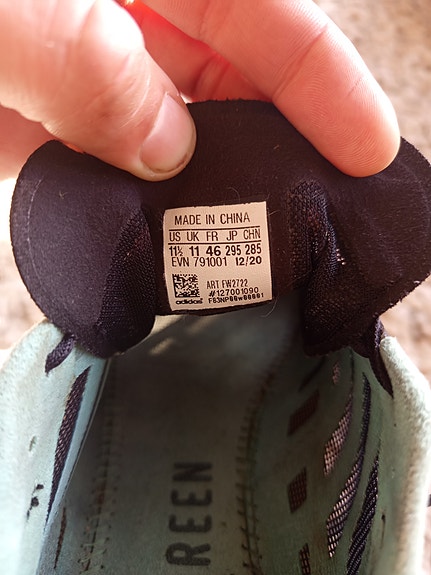 MADE IN CHINA
US UK FR JP CHN
11½ 11 46 295 285
EVN 791001 12/20
ART FW2722
#127001090
adidas
REEN